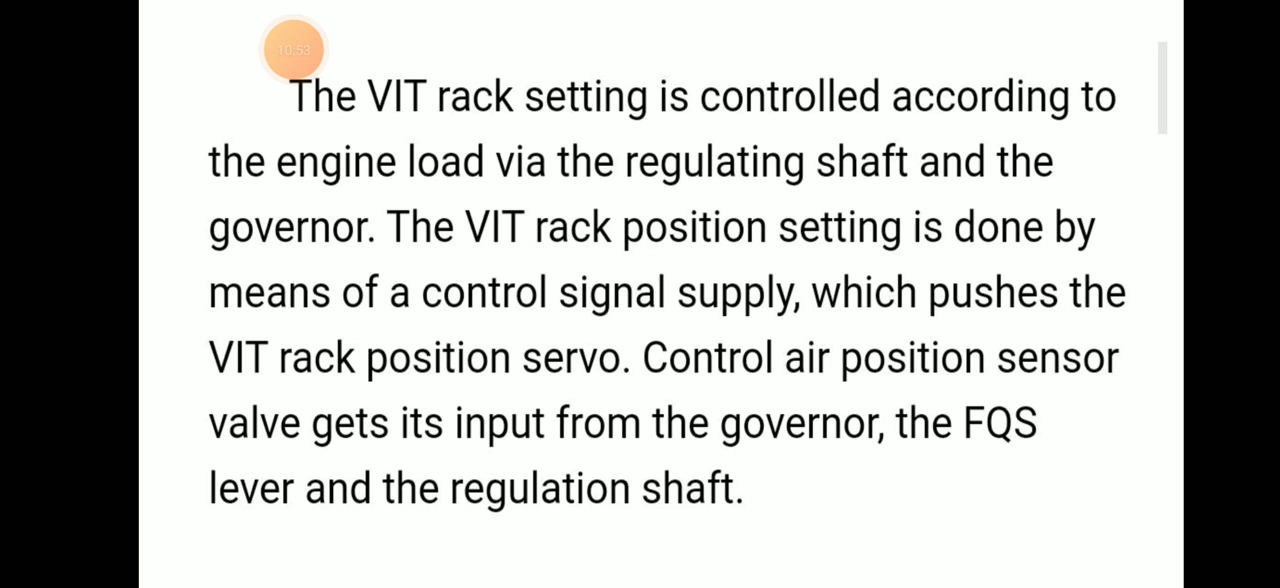 10:53
The VIT rack setting is controlled according to
the engine load via the regulating shaft and the
governor. The VIT rack position setting is done by
means of a control signal supply, which pushes the
VIT rack position servo. Control air position sensor
valve gets its input from the governor, the FQS
lever and the regulation shaft.